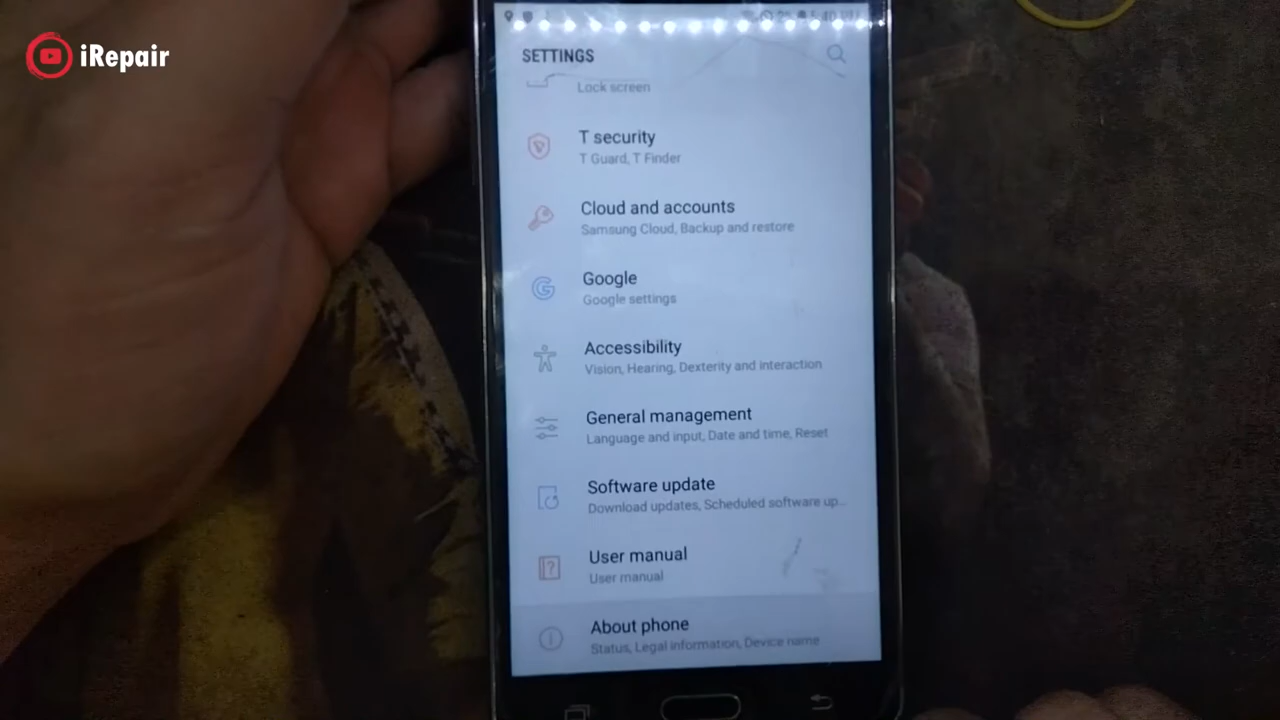 iRepair
5:40
SETTINGS
Lock screen
T security
T Guard, T Finder
Cloud and accounts
Samsung Cloud, Backup and restore
Google
Google settings
Accessibility
Vision, Hearing, Dexterity and interaction
General management
Language and input, Date and time, Reset
Software update
Download updates, Scheduled software up...
User manual
User manual
About phone
Status, Legal information, Device name